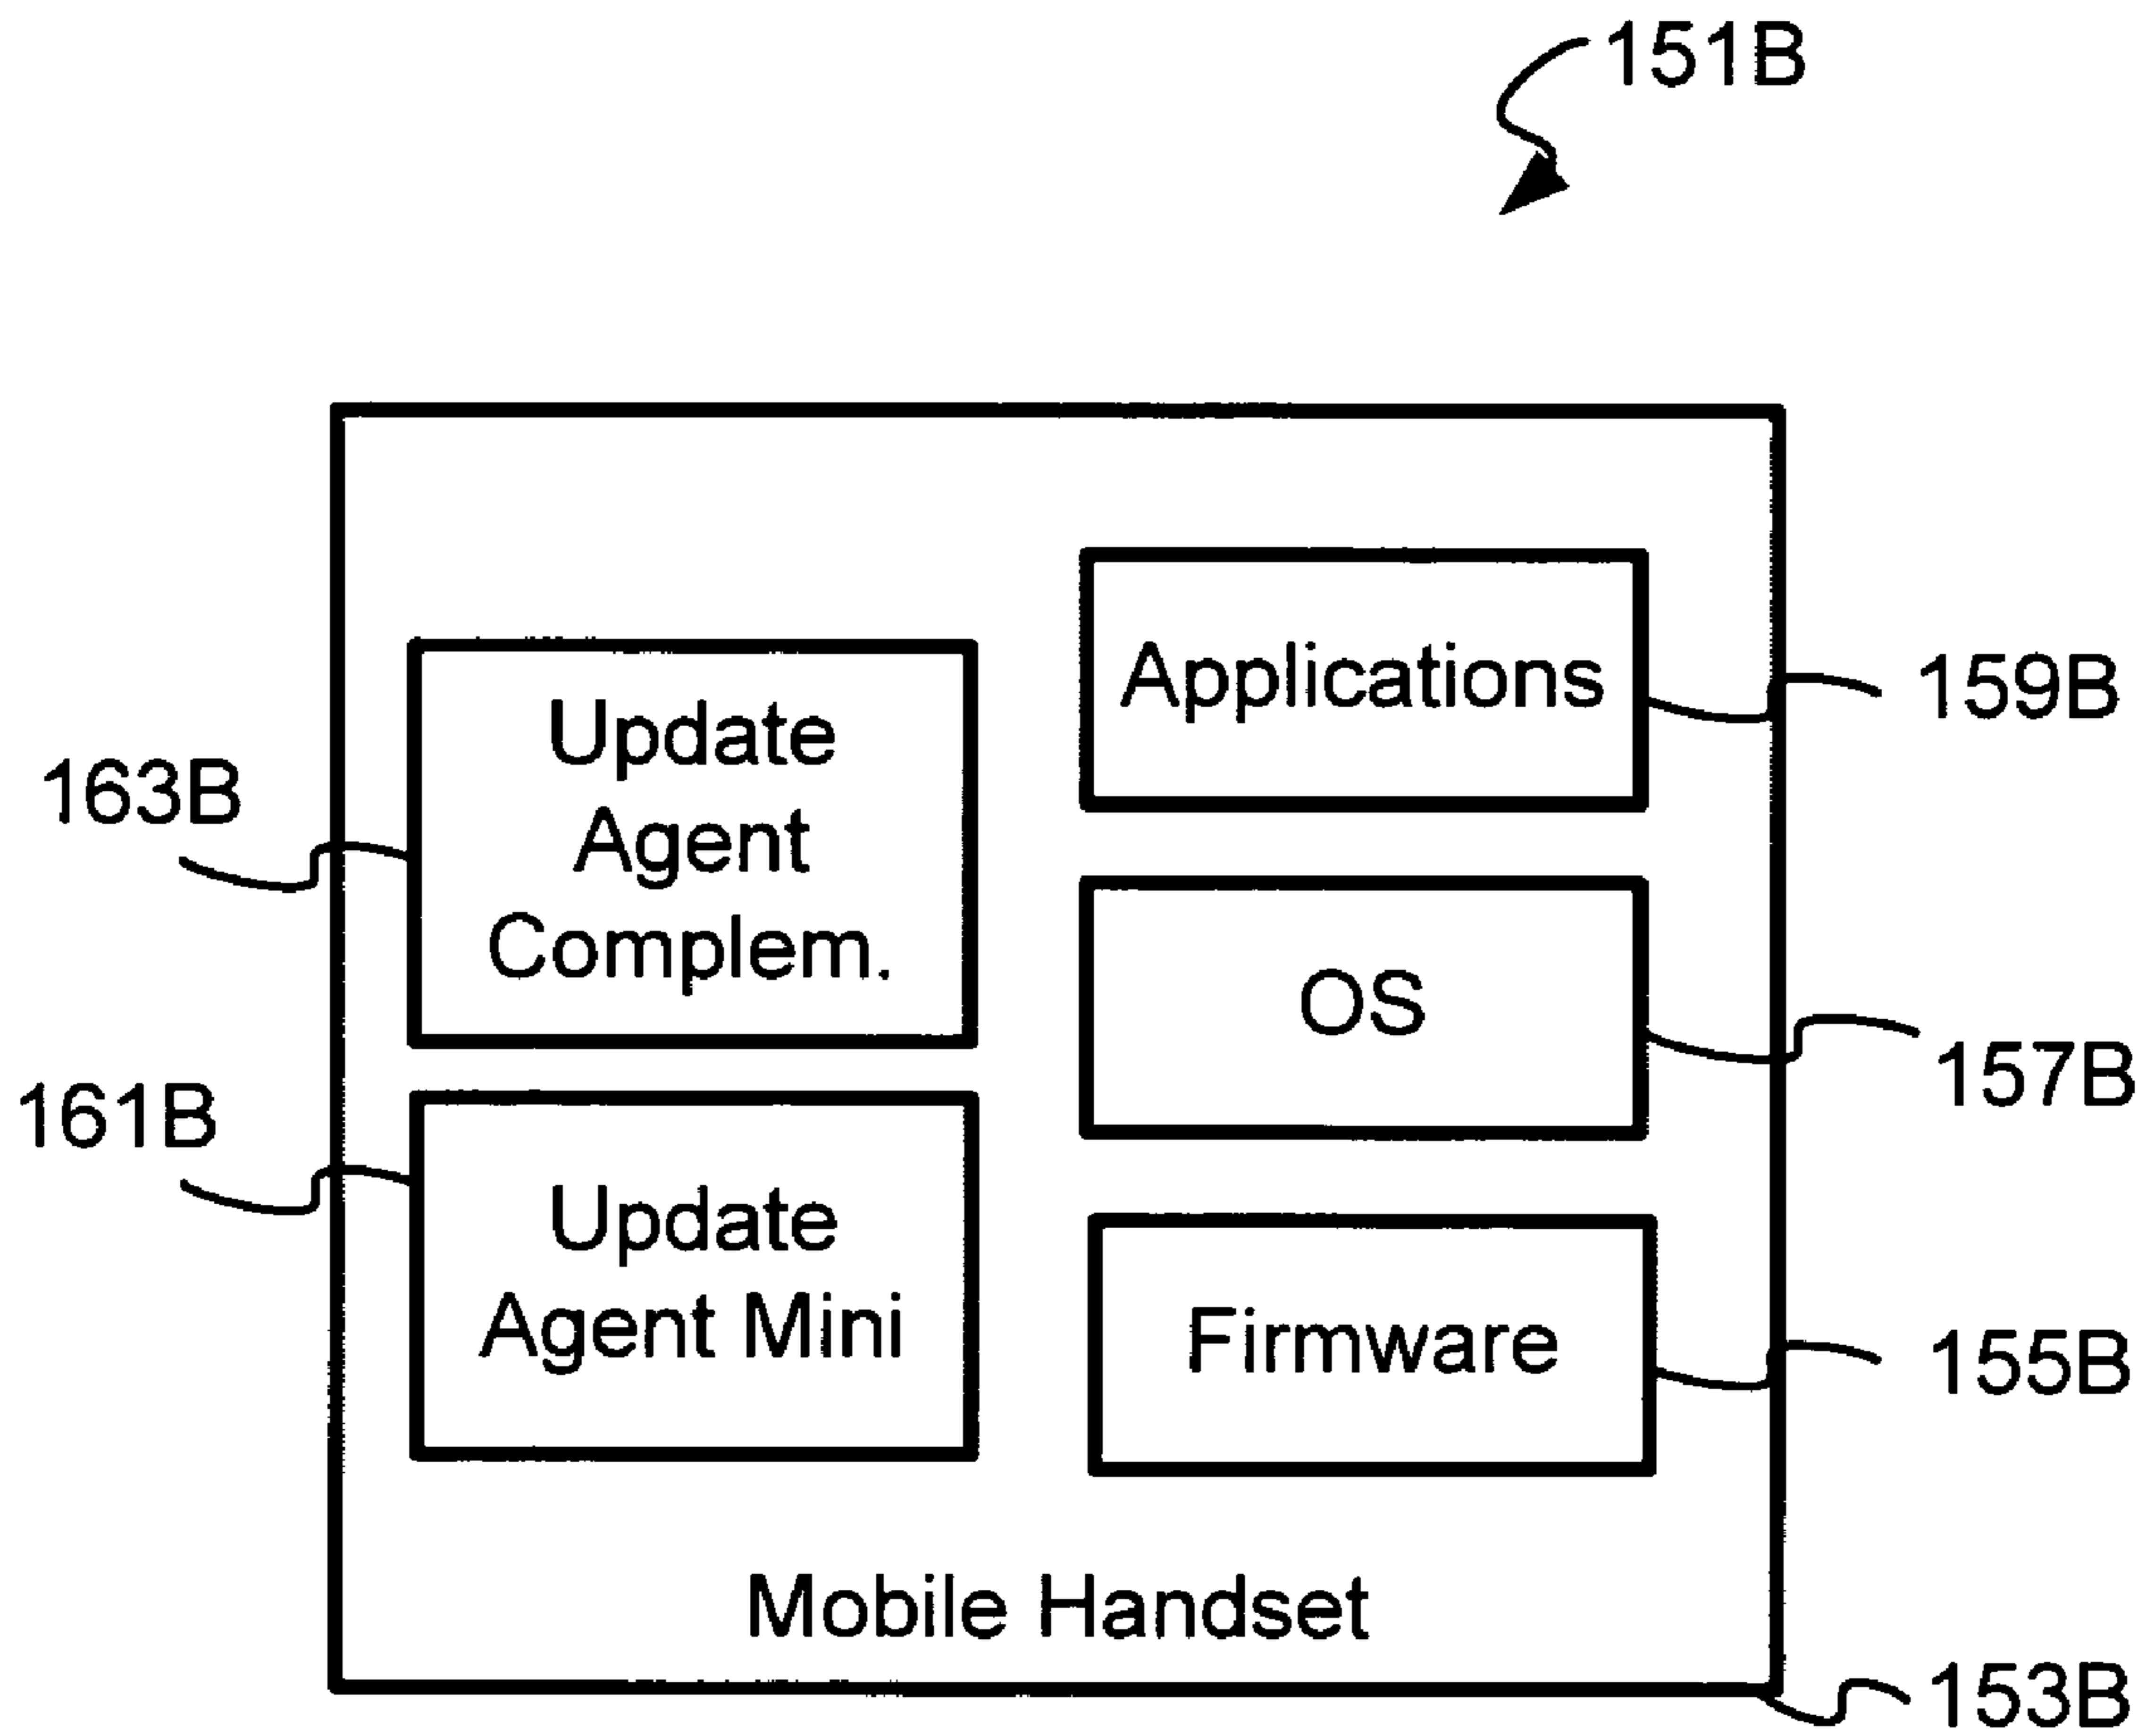 151B
Applications
159B
Update
Agent
Complem.
163B
OS
157B
161B
Update
Agent Mini
Firmware
155B
Mobile Handset
153B